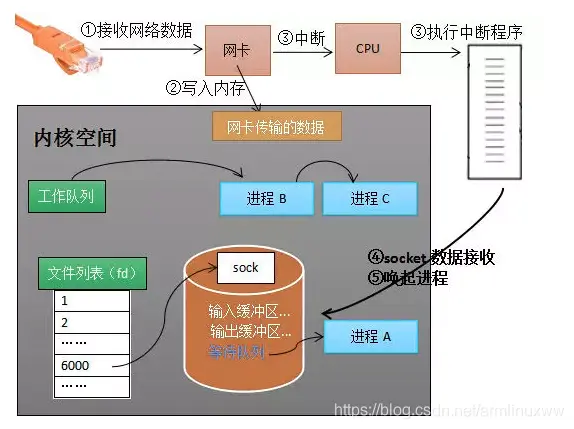 ①接收网络数据
网卡
③中断
CPU
③执行中断程序
②写入内存
网卡传输的数据
内核空间
工作队列
进程 B
进程 C
④socket 数据接收
⑤唤起进程
文件列表（fd）
sock
1
2
……
6000
……
输入缓冲区...
输出缓冲区...
等待队列
进程 A
https://blog.csdn.net/armlinuxww